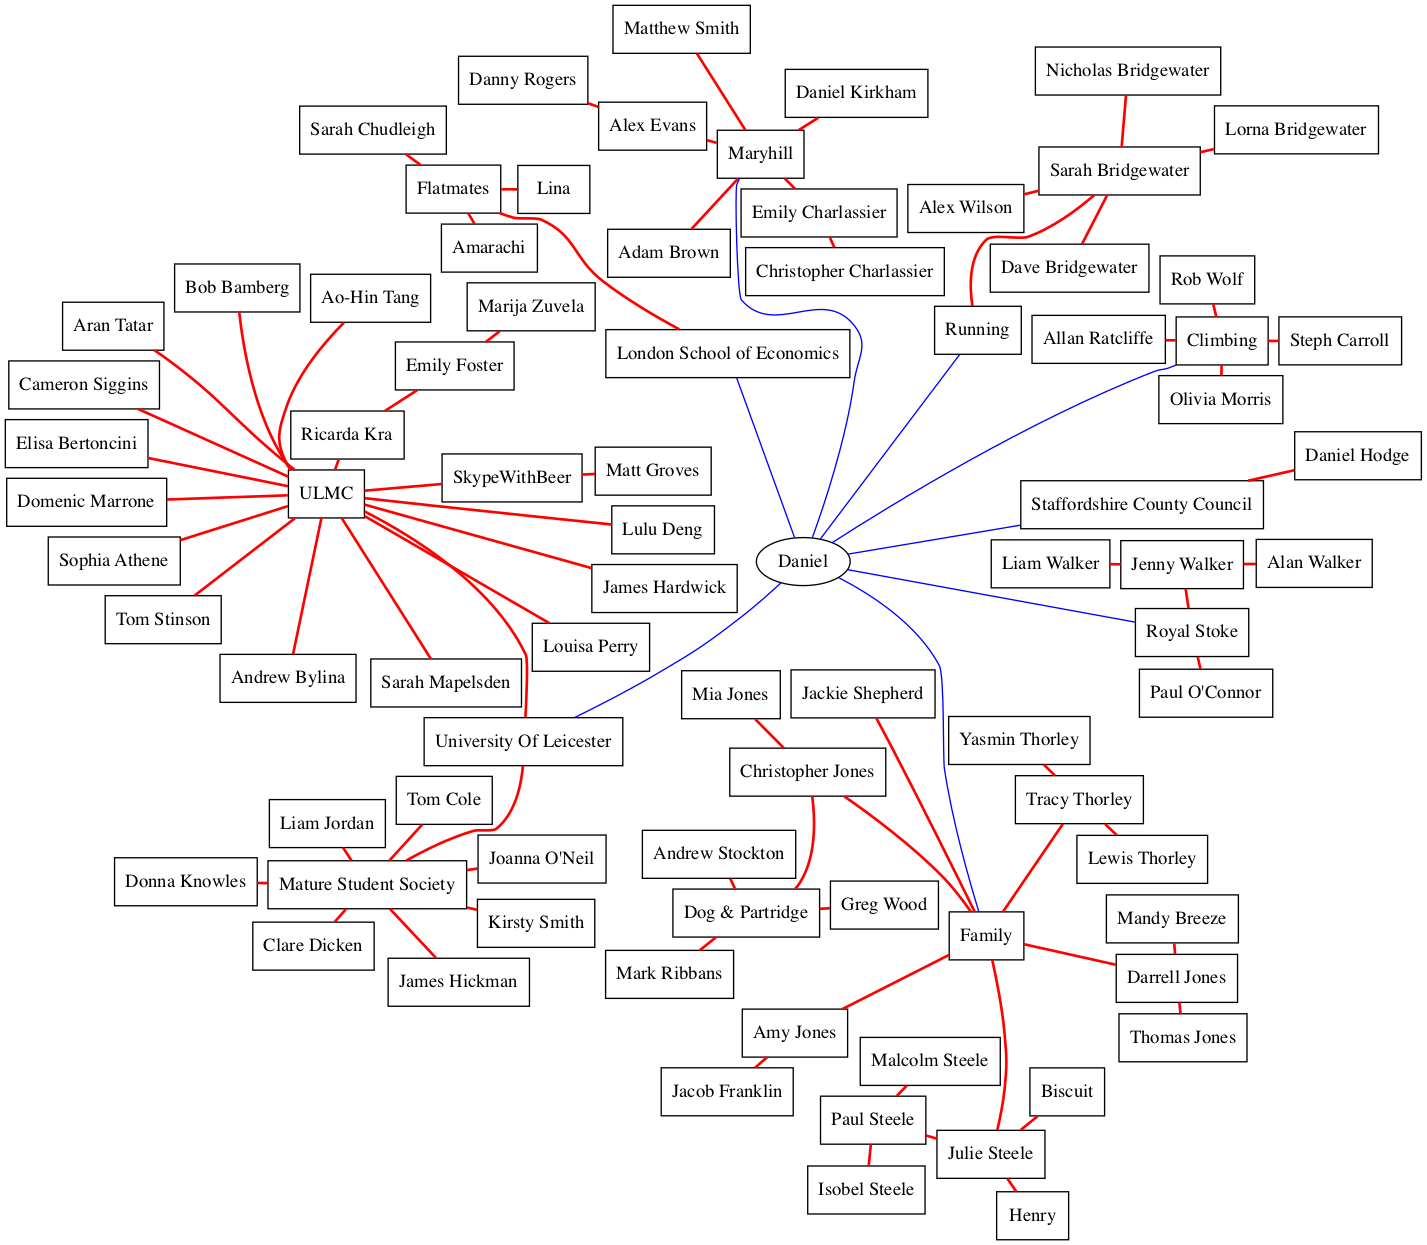 Matthew Smith
Nicholas Bridgewater
Danny Rogers
Daniel Kirkham
Sarah Chudleigh
Alex Evans
Lorna Bridgewater
Maryhill
Sarah Bridgewater
Flatmates
Lina
Alex Wilson
Emily Charlassier
Amarachi
Adam Brown
Christopher Charlassier
Dave Bridgewater
Rob Wolf
Bob Bamberg
Ao-Hin Tang
Marija Zuvela
Aran Tatar
Running
Allan Ratcliffe
Climbing
Steph Carroll
London School of Economics
Emily Foster
Cameron Siggins
Olivia Morris
Elisa Bertoncini
Ricarda Kra
Daniel Hodge
SkypeWithBeer
Matt Groves
ULMC
Domenic Marrone
Staffordshire County Council
Lulu Deng
Sophia Athene
Daniel
Liam Walker
Jenny Walker
Alan Walker
James Hardwick
Tom Stinson
Royal Stoke
Louisa Perry
Andrew Bylina
Sarah Mapelsden
Mia Jones
Jackie Shepherd
Paul O'Connor
University Of Leicester
Yasmin Thorley
Christopher Jones
Tom Cole
Tracy Thorley
Liam Jordan
Joanna O'Neil
Andrew Stockton
Lewis Thorley
Donna Knowles
Mature Student Society
Greg Wood
Dog & Partridge
Kirsty Smith
Mandy Breeze
Clare Dicken
Family
Mark Ribbans
James Hickman
Darrell Jones
Amy Jones
Thomas Jones
Malcolm Steele
Jacob Franklin
Biscuit
Paul Steele
Julie Steele
Isobel Steele
Henry